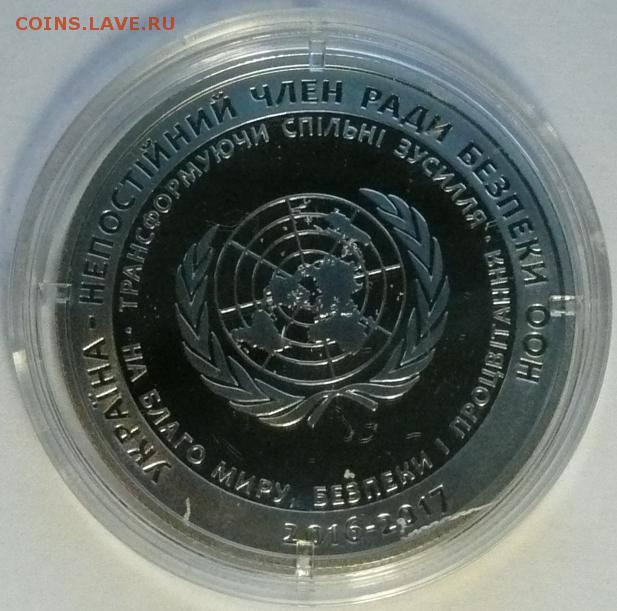 COINS.LAVE.RU
УКРАЇНА - НЕПОСТІЙНИЙ ЧЛЕН РАДИ БЕЗПЕКИ ООН
· ТРАНСФОРМУЮЧИ СПІЛЬНІ ЗУСИЛЛЯ ·
НА БЛАГО МИРУ, БЕЗПЕКИ І ПРОЦВІТАННЯ
2016-2017